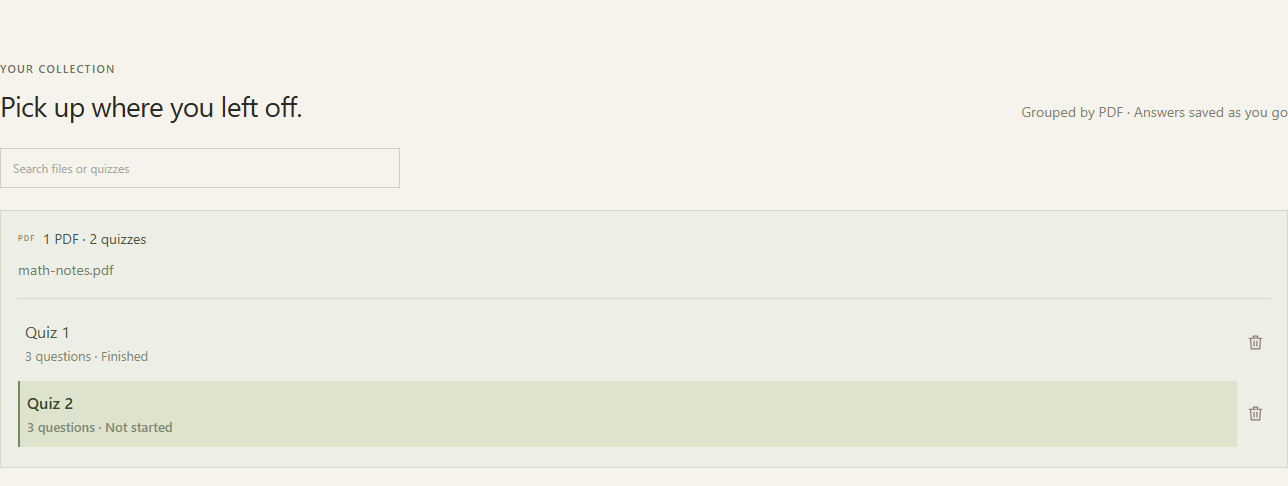 YOUR COLLECTION
Pick up where you left off.
Grouped by PDF · Answers saved as you go
Search files or quizzes
PDF 1 PDF · 2 quizzes
math-notes.pdf
Quiz 1
3 questions · Finished
Quiz 2
3 questions · Not started